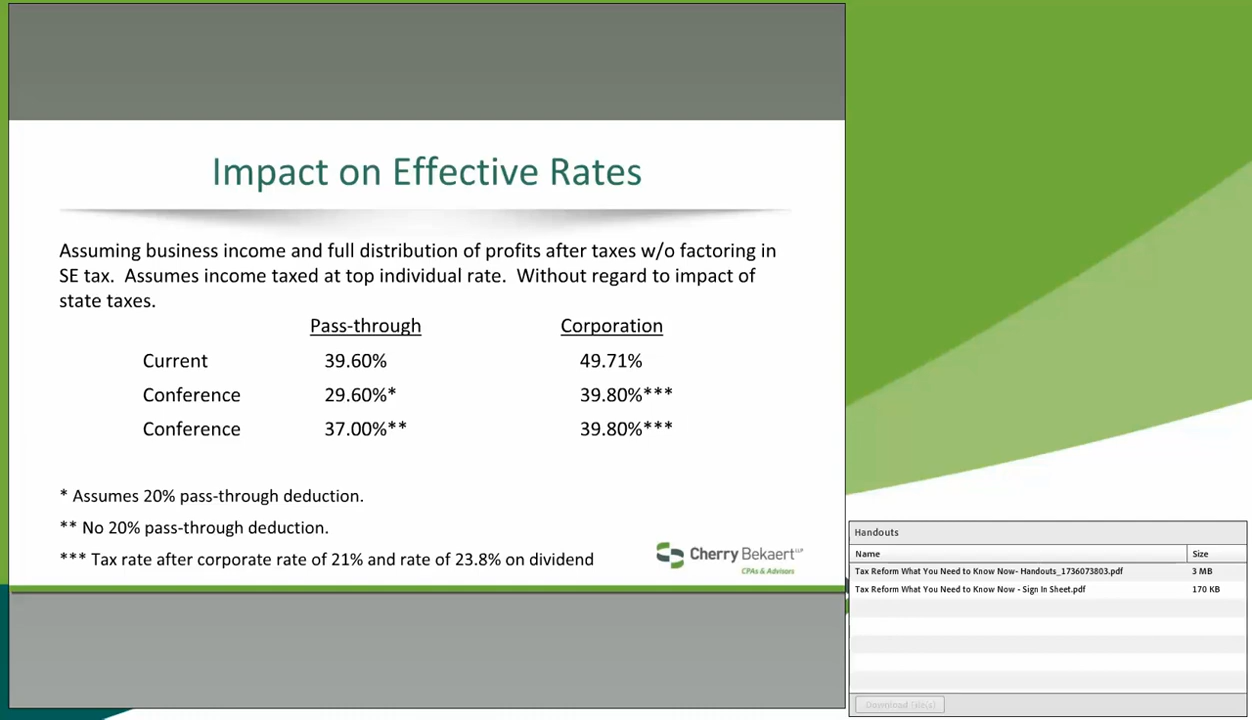 Impact on Effective Rates
Assuming business income and full distribution of profits after taxes w/o factoring in
SE tax.  Assumes income taxed at top individual rate.  Without regard to impact of
state taxes.
Pass-through Corporation
Current 39.60% 49.71%
Conference 29.60%* 39.80%***
Conference 37.00%** 39.80%***
* Assumes 20% pass-through deduction.
** No 20% pass-through deduction.
*** Tax rate after corporate rate of 21% and rate of 23.8% on dividend
Cherry Bekaert LLP
CPAs & Advisors
Handouts
Name Size
Tax Reform What You Need to Know Now- Handouts_1736073803.pdf 3 MB
Tax Reform What You Need to Know Now - Sign In Sheet.pdf 170 KB
Download File(s)